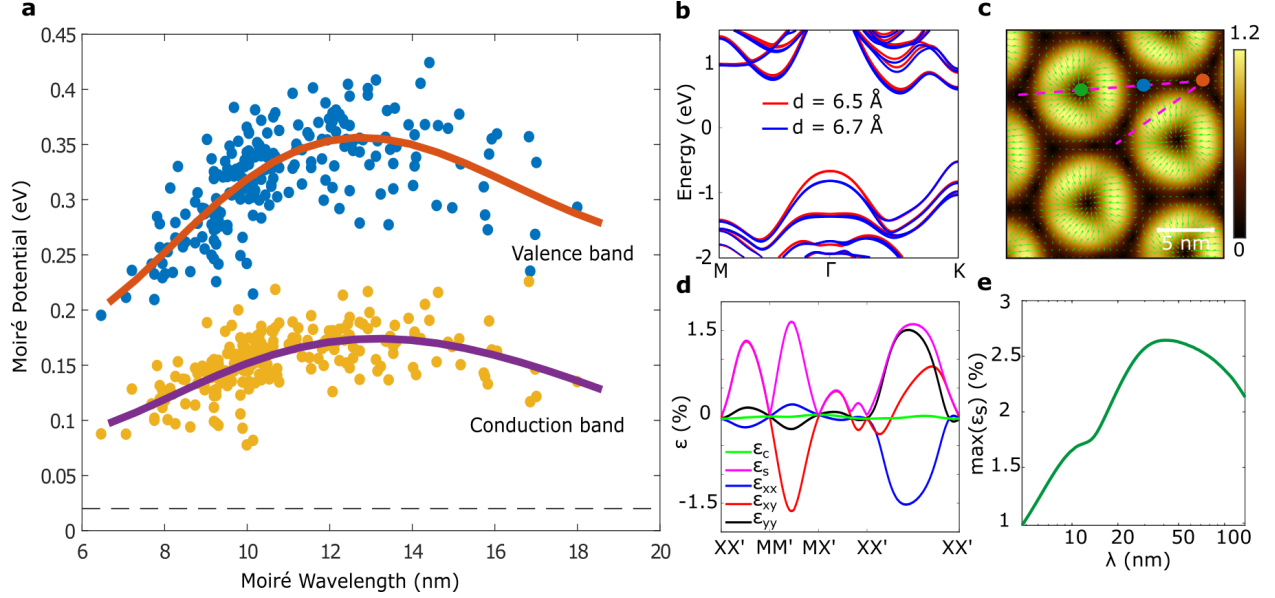 a
Moiré Potential (eV)
0.45
0.4
0.35
0.3
0.25
0.2
0.15
0.1
0.05
0
Valence band
Conduction band
6 8 10 12 14 16 18 20
Moiré Wavelength (nm)
b
Energy (eV)
1
0
-1
-2
d = 6.5 Å
d = 6.7 Å
M Γ K
c
1.2
0
5 nm
d
ε (%)
1.5
0
-1.5
εc
εs
εxx
εxy
εyy
XX' MM' MX' XX' XX'
e
max(εs) (%)
3
2.5
2
1.5
1
10 20 50 100
λ (nm)